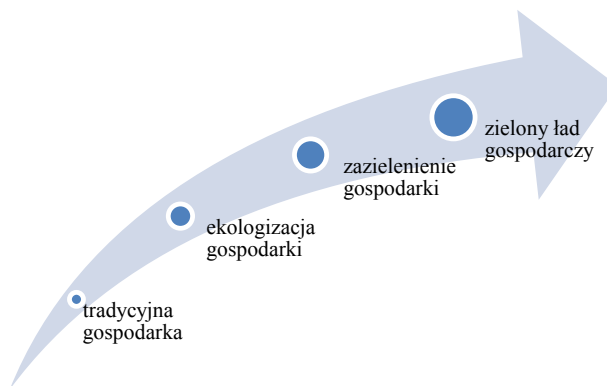 zielony ład
gospodarczy
zazielenienie
gospodarki
ekologizacja
gospodarki
tradycyjna
gospodarka